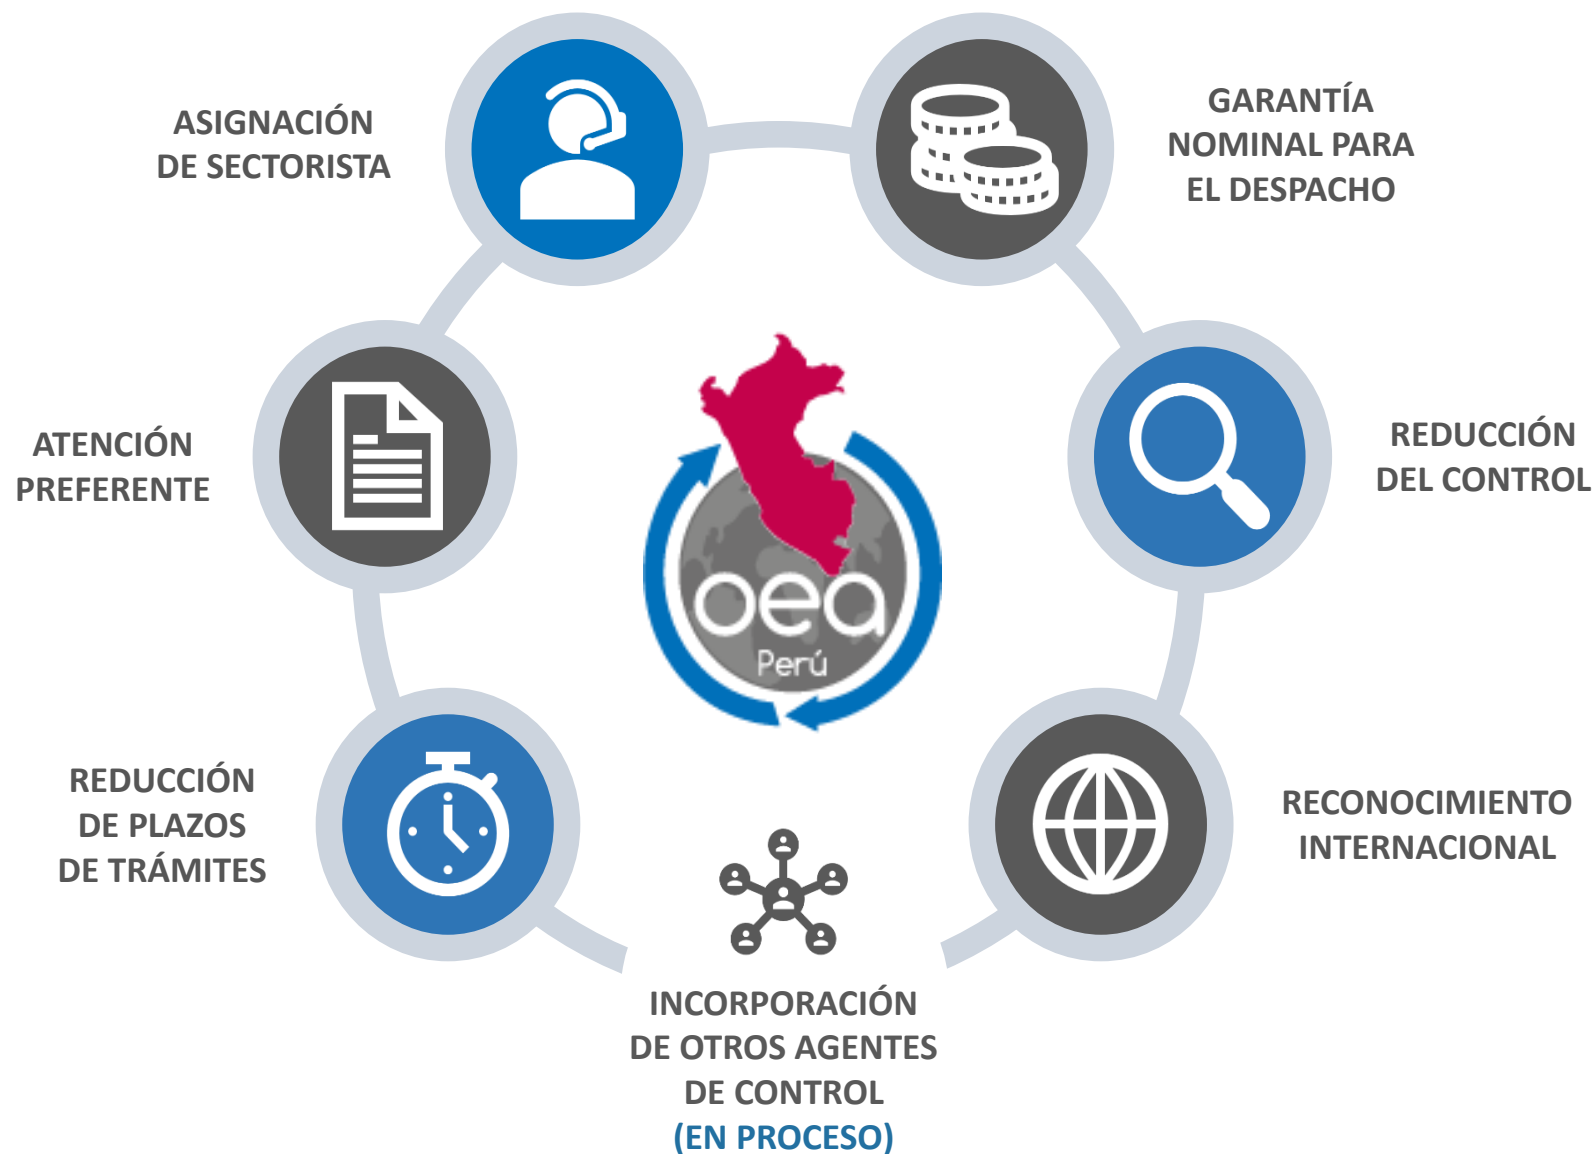 ASIGNACIÓN
DE SECTORISTA
GARANTÍA
NOMINAL PARA
EL DESPACHO
ATENCIÓN
PREFERENTE
REDUCCIÓN
DEL CONTROL
oea
Perú
REDUCCIÓN
DE PLAZOS
DE TRÁMITES
RECONOCIMIENTO
INTERNACIONAL
INCORPORACIÓN
DE OTROS AGENTES
DE CONTROL
(EN PROCESO)